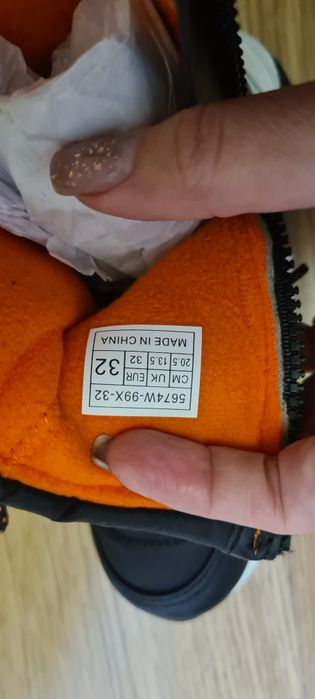 5674W-99X-32
CM UK EUR 32
20.5 13.5 32
MADE IN CHINA